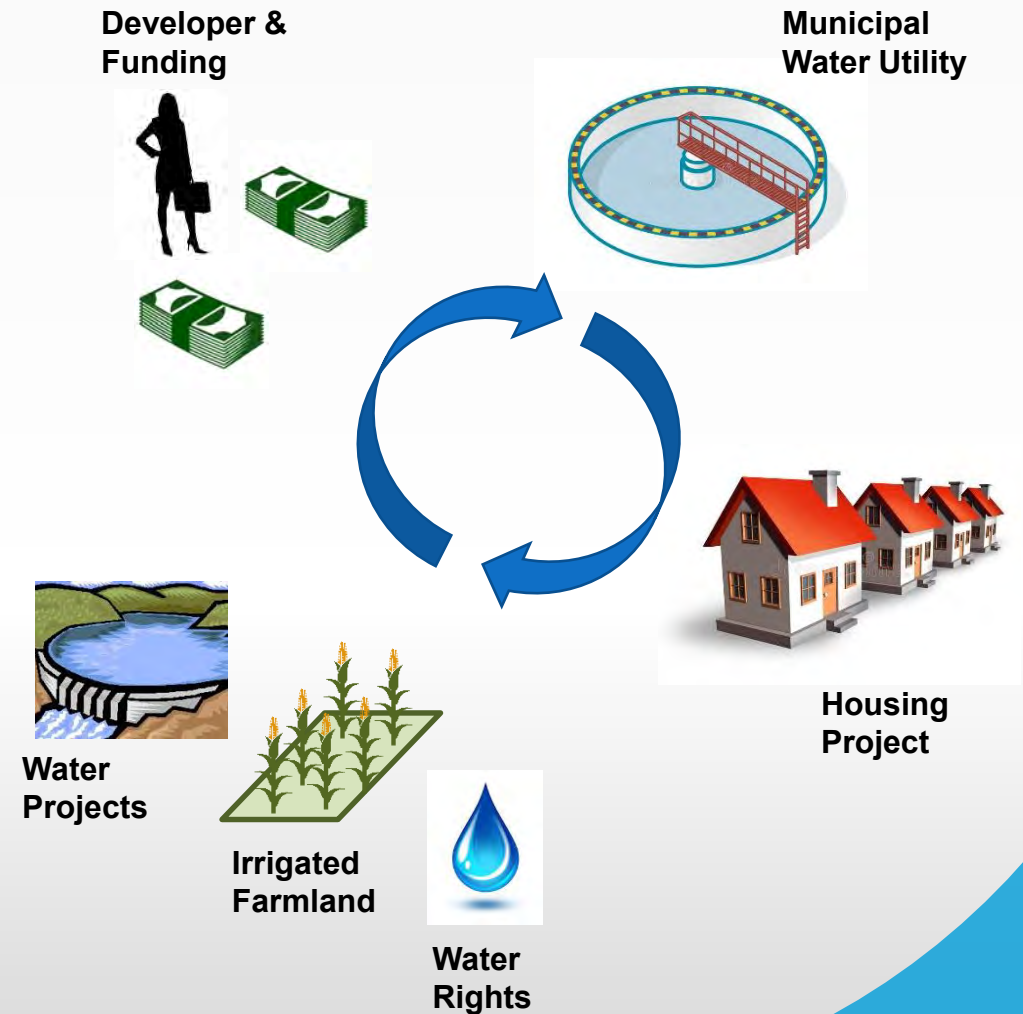 Developer &
Funding
Municipal
Water Utility
Housing
Project
Water
Projects
Irrigated
Farmland
Water
Rights